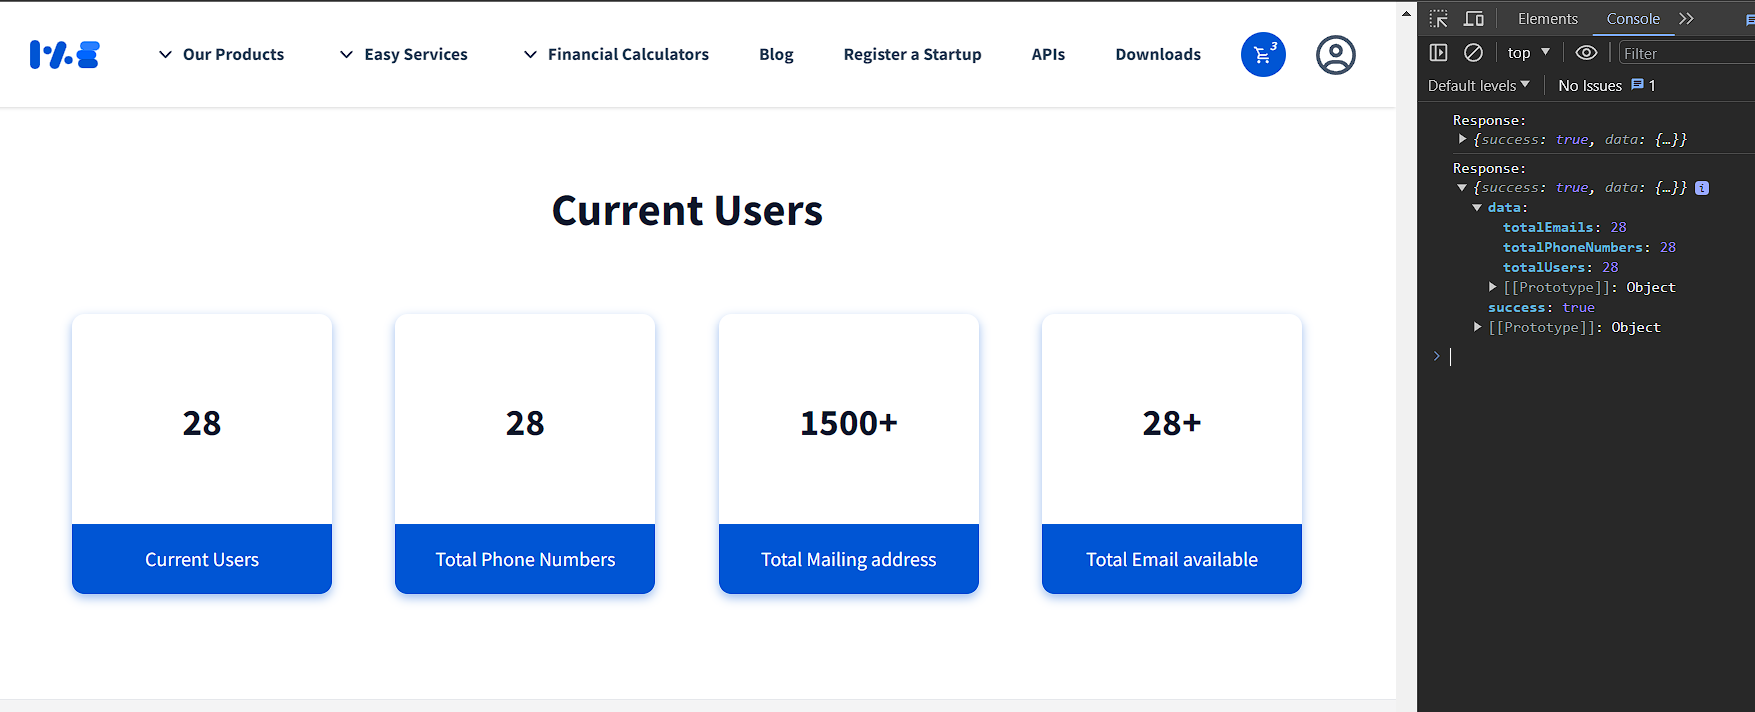 Our Products Easy Services Financial Calculators Blog Register a Startup APIs Downloads 3
Current Users
28 28 1500+ 28+
Current Users Total Phone Numbers Total Mailing address Total Email available
Elements Console
top Filter
Default levels No Issues 1
Response:
{success: true, data: {…}}
Response:
{success: true, data: {…}} i
data:
totalEmails: 28
totalPhoneNumbers: 28
totalUsers: 28
[[Prototype]]: Object
success: true
[[Prototype]]: Object